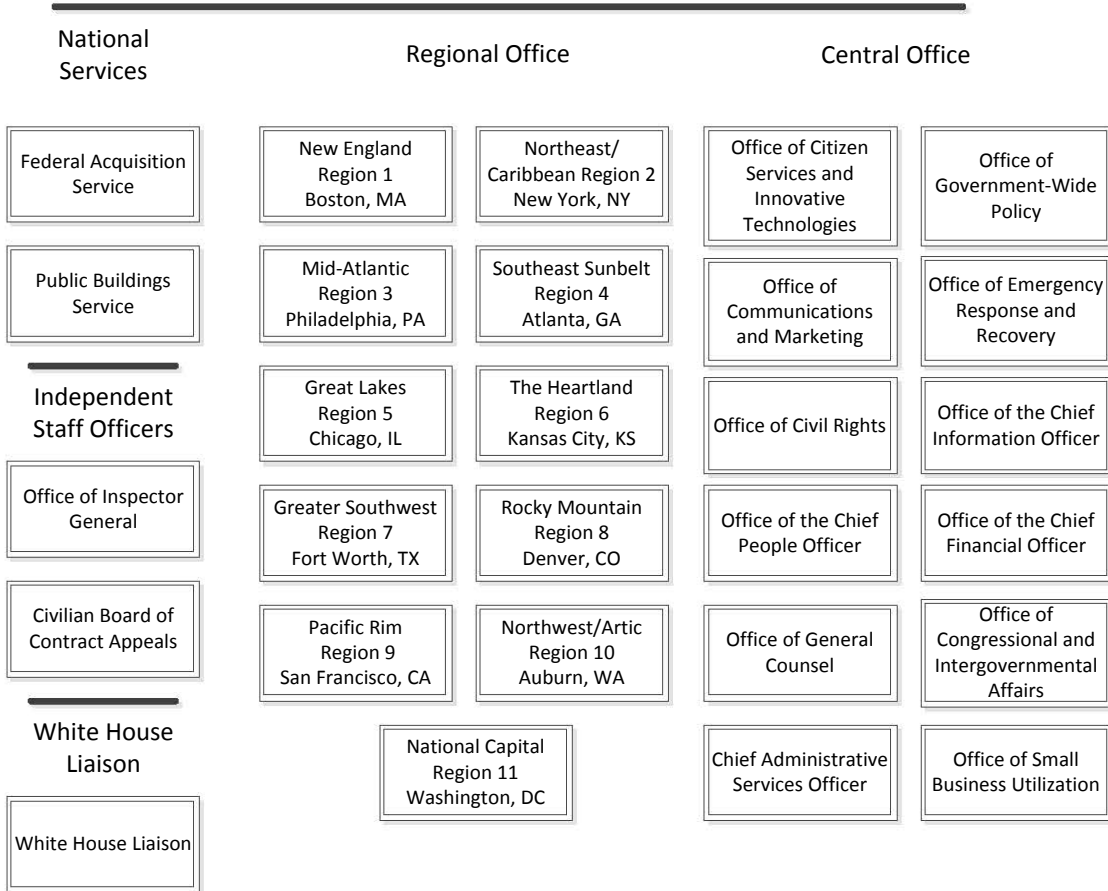 National
Services
Federal Acquisition
Service
Public Buildings
Service
Independent
Staff Officers
Office of Inspector
General
Civilian Board of
Contract Appeals
White House
Liaison
White House Liaison
Regional Office
New England
Region 1
Boston, MA
Northeast/
Caribbean Region 2
New York, NY
Mid-Atlantic
Region 3
Philadelphia, PA
Southeast Sunbelt
Region 4
Atlanta, GA
Great Lakes
Region 5
Chicago, IL
The Heartland
Region 6
Kansas City, KS
Greater Southwest
Region 7
Fort Worth, TX
Rocky Mountain
Region 8
Denver, CO
Pacific Rim
Region 9
San Francisco, CA
Northwest/Artic
Region 10
Auburn, WA
National Capital
Region 11
Washington, DC
Central Office
Office of Citizen
Services and
Innovative
Technologies
Office of
Government-Wide
Policy
Office of
Communications
and Marketing
Office of Emergency
Response and
Recovery
Office of Civil Rights
Office of the Chief
Information Officer
Office of the Chief
People Officer
Office of the Chief
Financial Officer
Office of General
Counsel
Office of
Congressional and
Intergovernmental
Affairs
Chief Administrative
Services Officer
Office of Small
Business Utilization